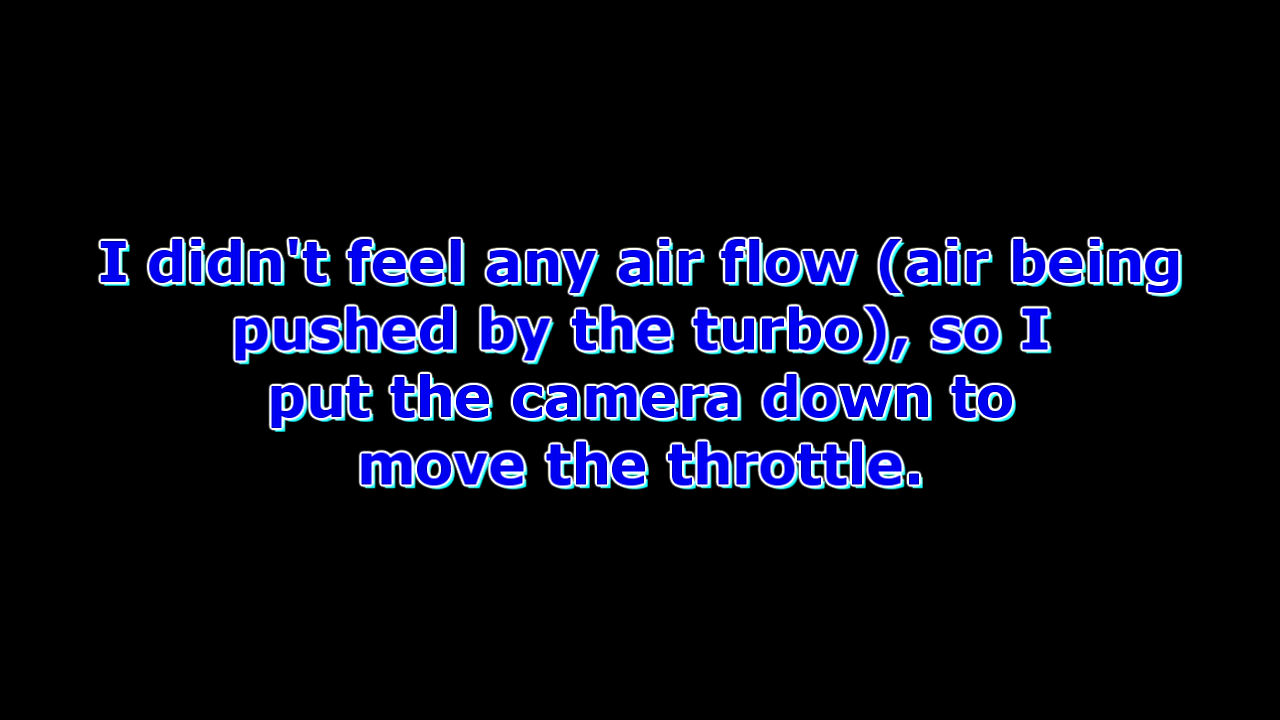 I didn't feel any air flow (air being
pushed by the turbo), so I
put the camera down to
move the throttle.